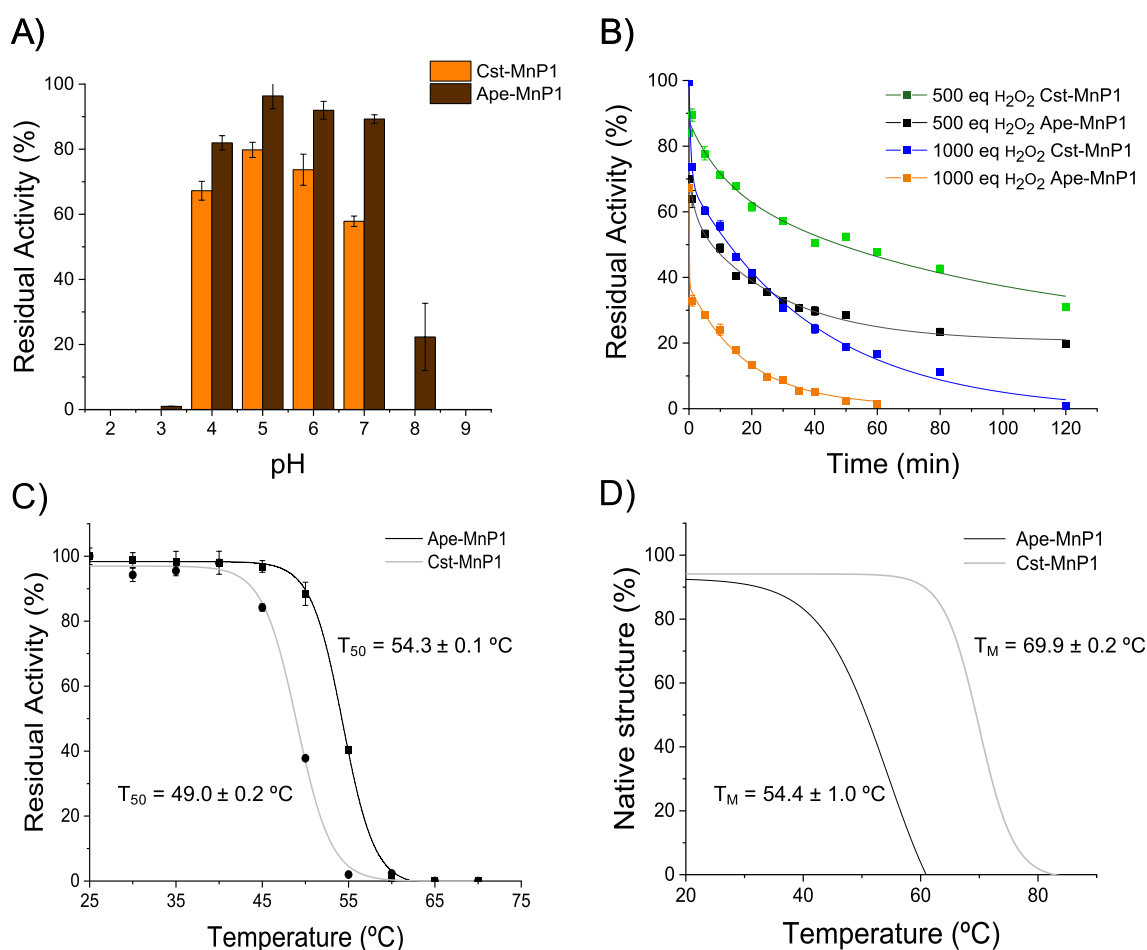 A)
Cst-MnP1
Ape-MnP1
Residual Activity (%)
100
80
60
40
20
0
2 3 4 5 6 7 8 9
pH
B)
500 eq H₂O₂ Cst-MnP1
500 eq H₂O₂ Ape-MnP1
1000 eq H₂O₂ Cst-MnP1
1000 eq H₂O₂ Ape-MnP1
Residual Activity (%)
100
80
60
40
20
0
0 20 40 60 80 100 120
Time (min)
C)
Ape-MnP1
Cst-MnP1
Residual Activity (%)
100
80
60
40
20
0
T₅₀ = 54.3 ± 0.1 ºC
T₅₀ = 49.0 ± 0.2 ºC
25 35 45 55 65 75
Temperature (ºC)
D)
Ape-MnP1
Cst-MnP1
Native structure (%)
100
80
60
40
20
0
T_M = 69.9 ± 0.2 ºC
T_M = 54.4 ± 1.0 ºC
20 40 60 80
Temperature (ºC)